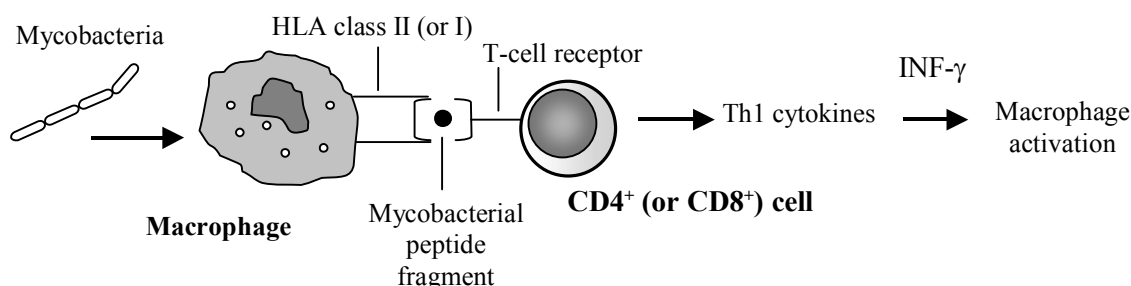 HLA class II (or I)
Mycobacteria
T-cell receptor
INF-γ
Th1 cytokines
Macrophage
activation
CD4⁺ (or CD8⁺) cell
Macrophage
Mycobacterial
peptide
fragment